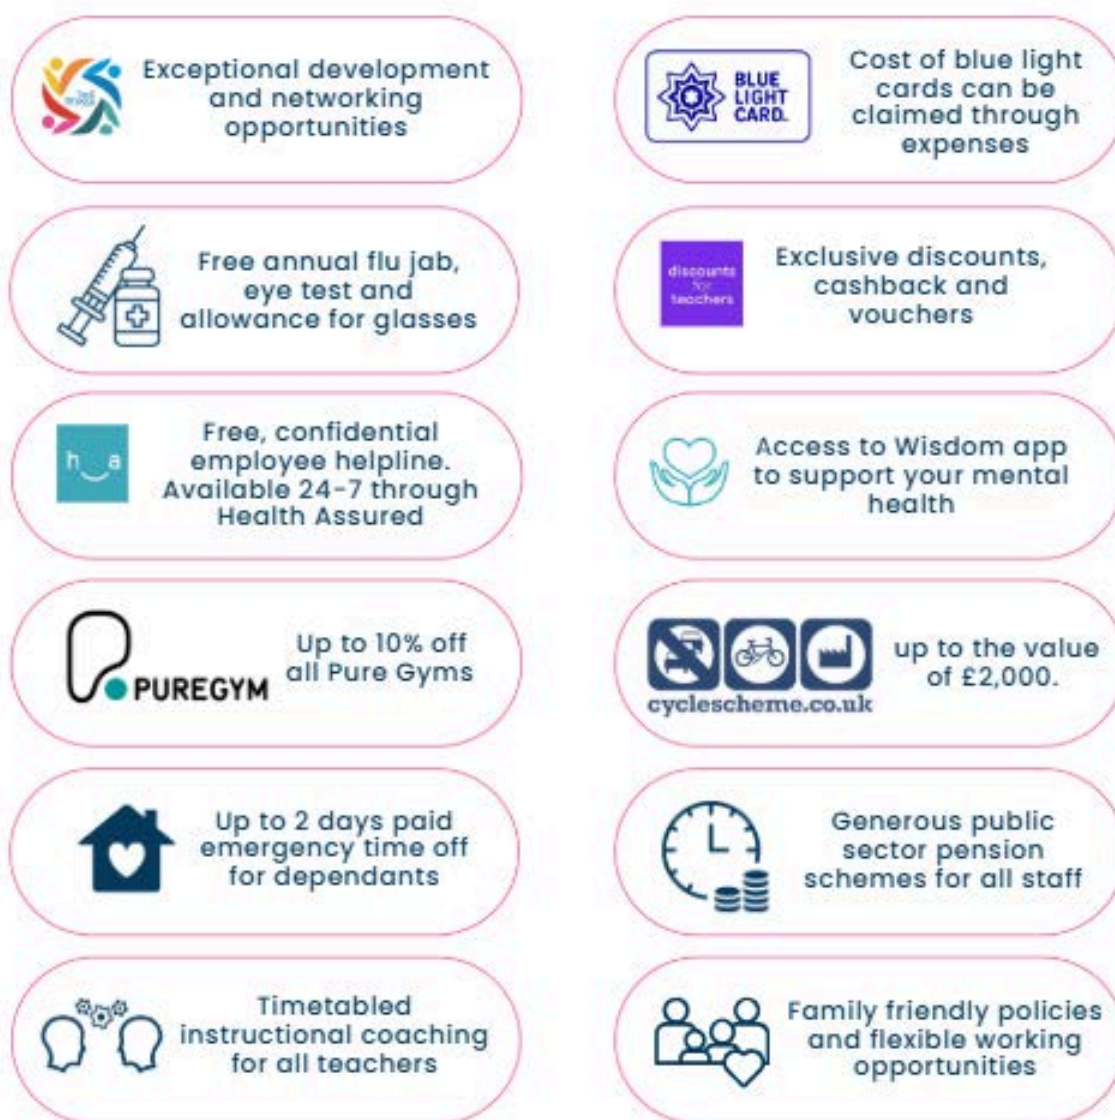 Exceptional development
and networking
opportunities
BLUE
LIGHT
CARD
Cost of blue light
cards can be
claimed through
expenses
Free annual flu jab,
eye test and
allowance for glasses
discounts
for
teachers
Exclusive discounts,
cashback and
vouchers
h a
Free, confidential
employee helpline.
Available 24-7 through
Health Assured
Access to Wisdom app
to support your mental
health
PUREGYM
Up to 10% off
all Pure Gyms
cyclescheme.co.uk
up to the value
of £2,000.
Up to 2 days paid
emergency time off
for dependants
Generous public
sector pension
schemes for all staff
Timetabled
instructional coaching
for all teachers
Family friendly policies
and flexible working
opportunities